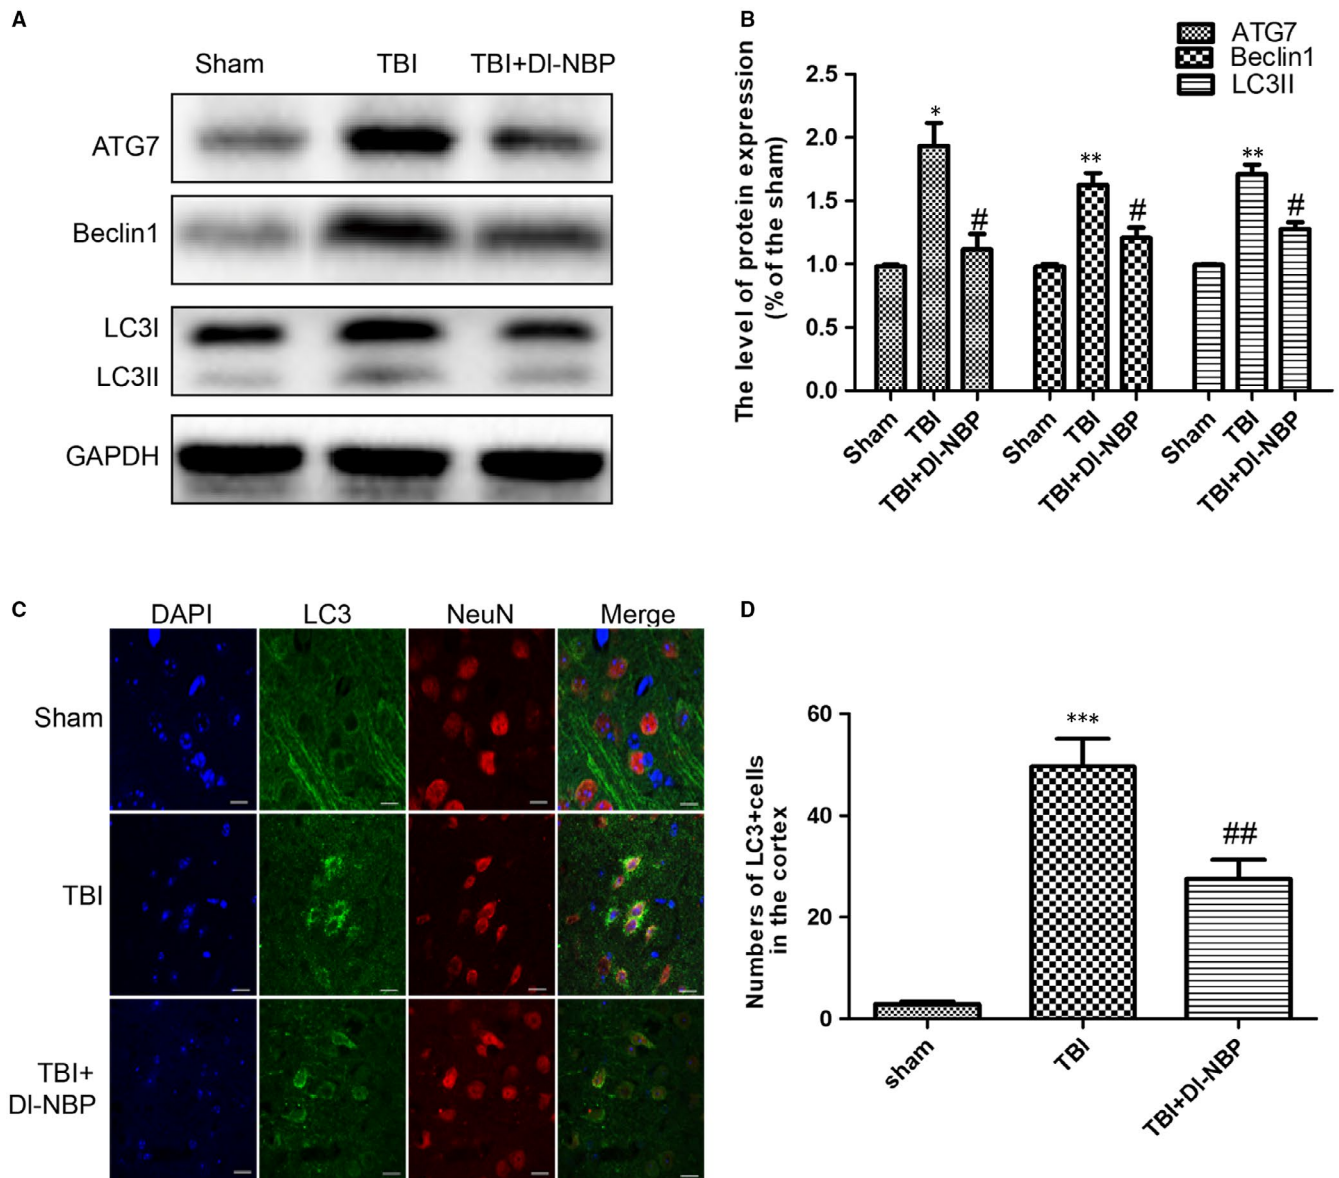 A
Sham TBI TBI+Dl-NBP
ATG7
Beclin1
LC3I
LC3II
GAPDH
B
ATG7
Beclin1
LC3II
The level of protein expression
(% of the sham)
2.5
2.0
1.5
1.0
0.5
0.0
*
#
**
#
**
#
Sham TBI TBI+Dl-NBP Sham TBI TBI+Dl-NBP Sham TBI TBI+Dl-NBP
C
DAPI LC3 NeuN Merge
Sham
TBI
TBI+
Dl-NBP
D
Numbers of LC3+cells
in the cortex
60
40
20
0
***
##
sham TBI TBI+Dl-NBP